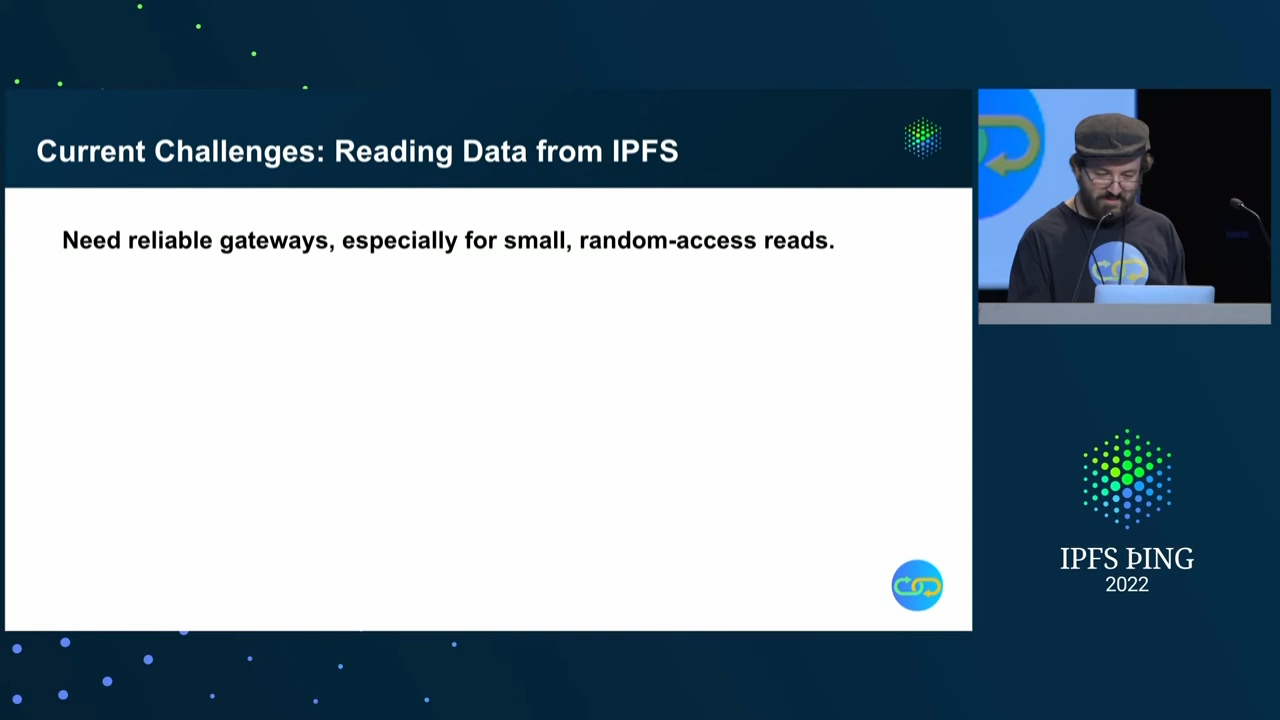 Current Challenges: Reading Data from IPFS
Need reliable gateways, especially for small, random-access reads.
IPFS ÞING
2022